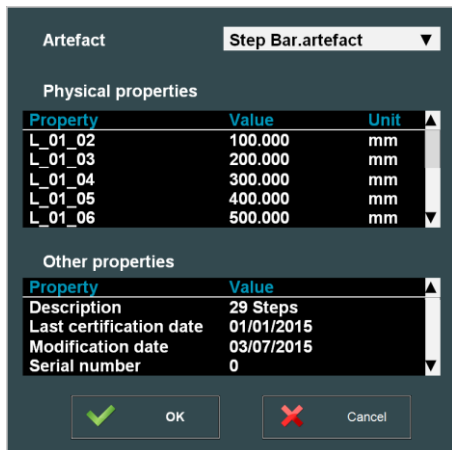 Artefact Step Bar.artefact ▼
Physical properties
Property Value Unit
L_01_02 100.000 mm
L_01_03 200.000 mm
L_01_04 300.000 mm
L_01_05 400.000 mm
L_01_06 500.000 mm
Other properties
Property Value
Description 29 Steps
Last certification date 01/01/2015
Modification date 03/07/2015
Serial number 0
OK Cancel